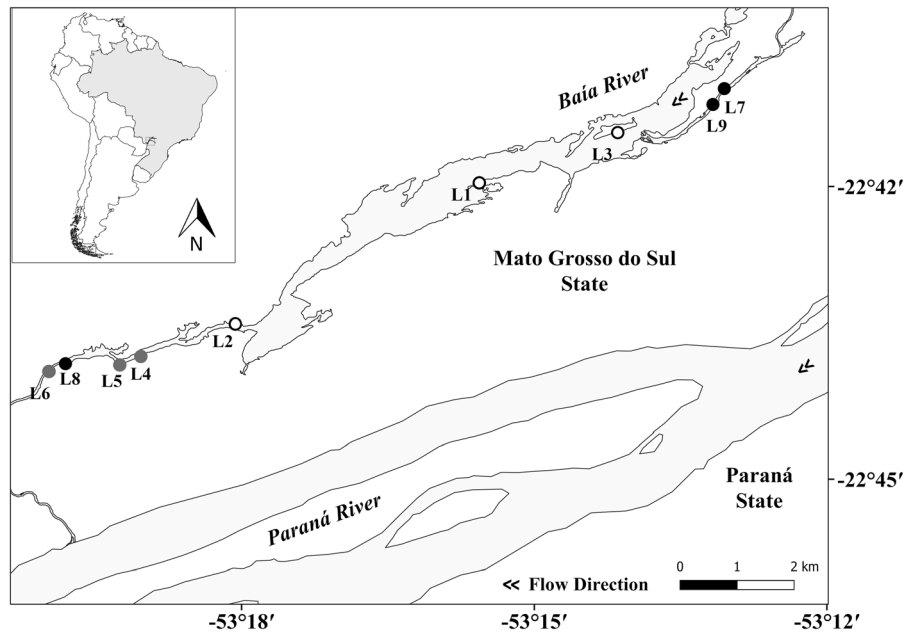 N
Baía River
L7
L9
L3
L1
-22°42'
Mato Grosso do Sul
State
L2
L8
L5
L4
L6
-22°45'
Paraná
State
Paraná River
0 1 2 km
Flow Direction
-53°18'
-53°15'
-53°12'